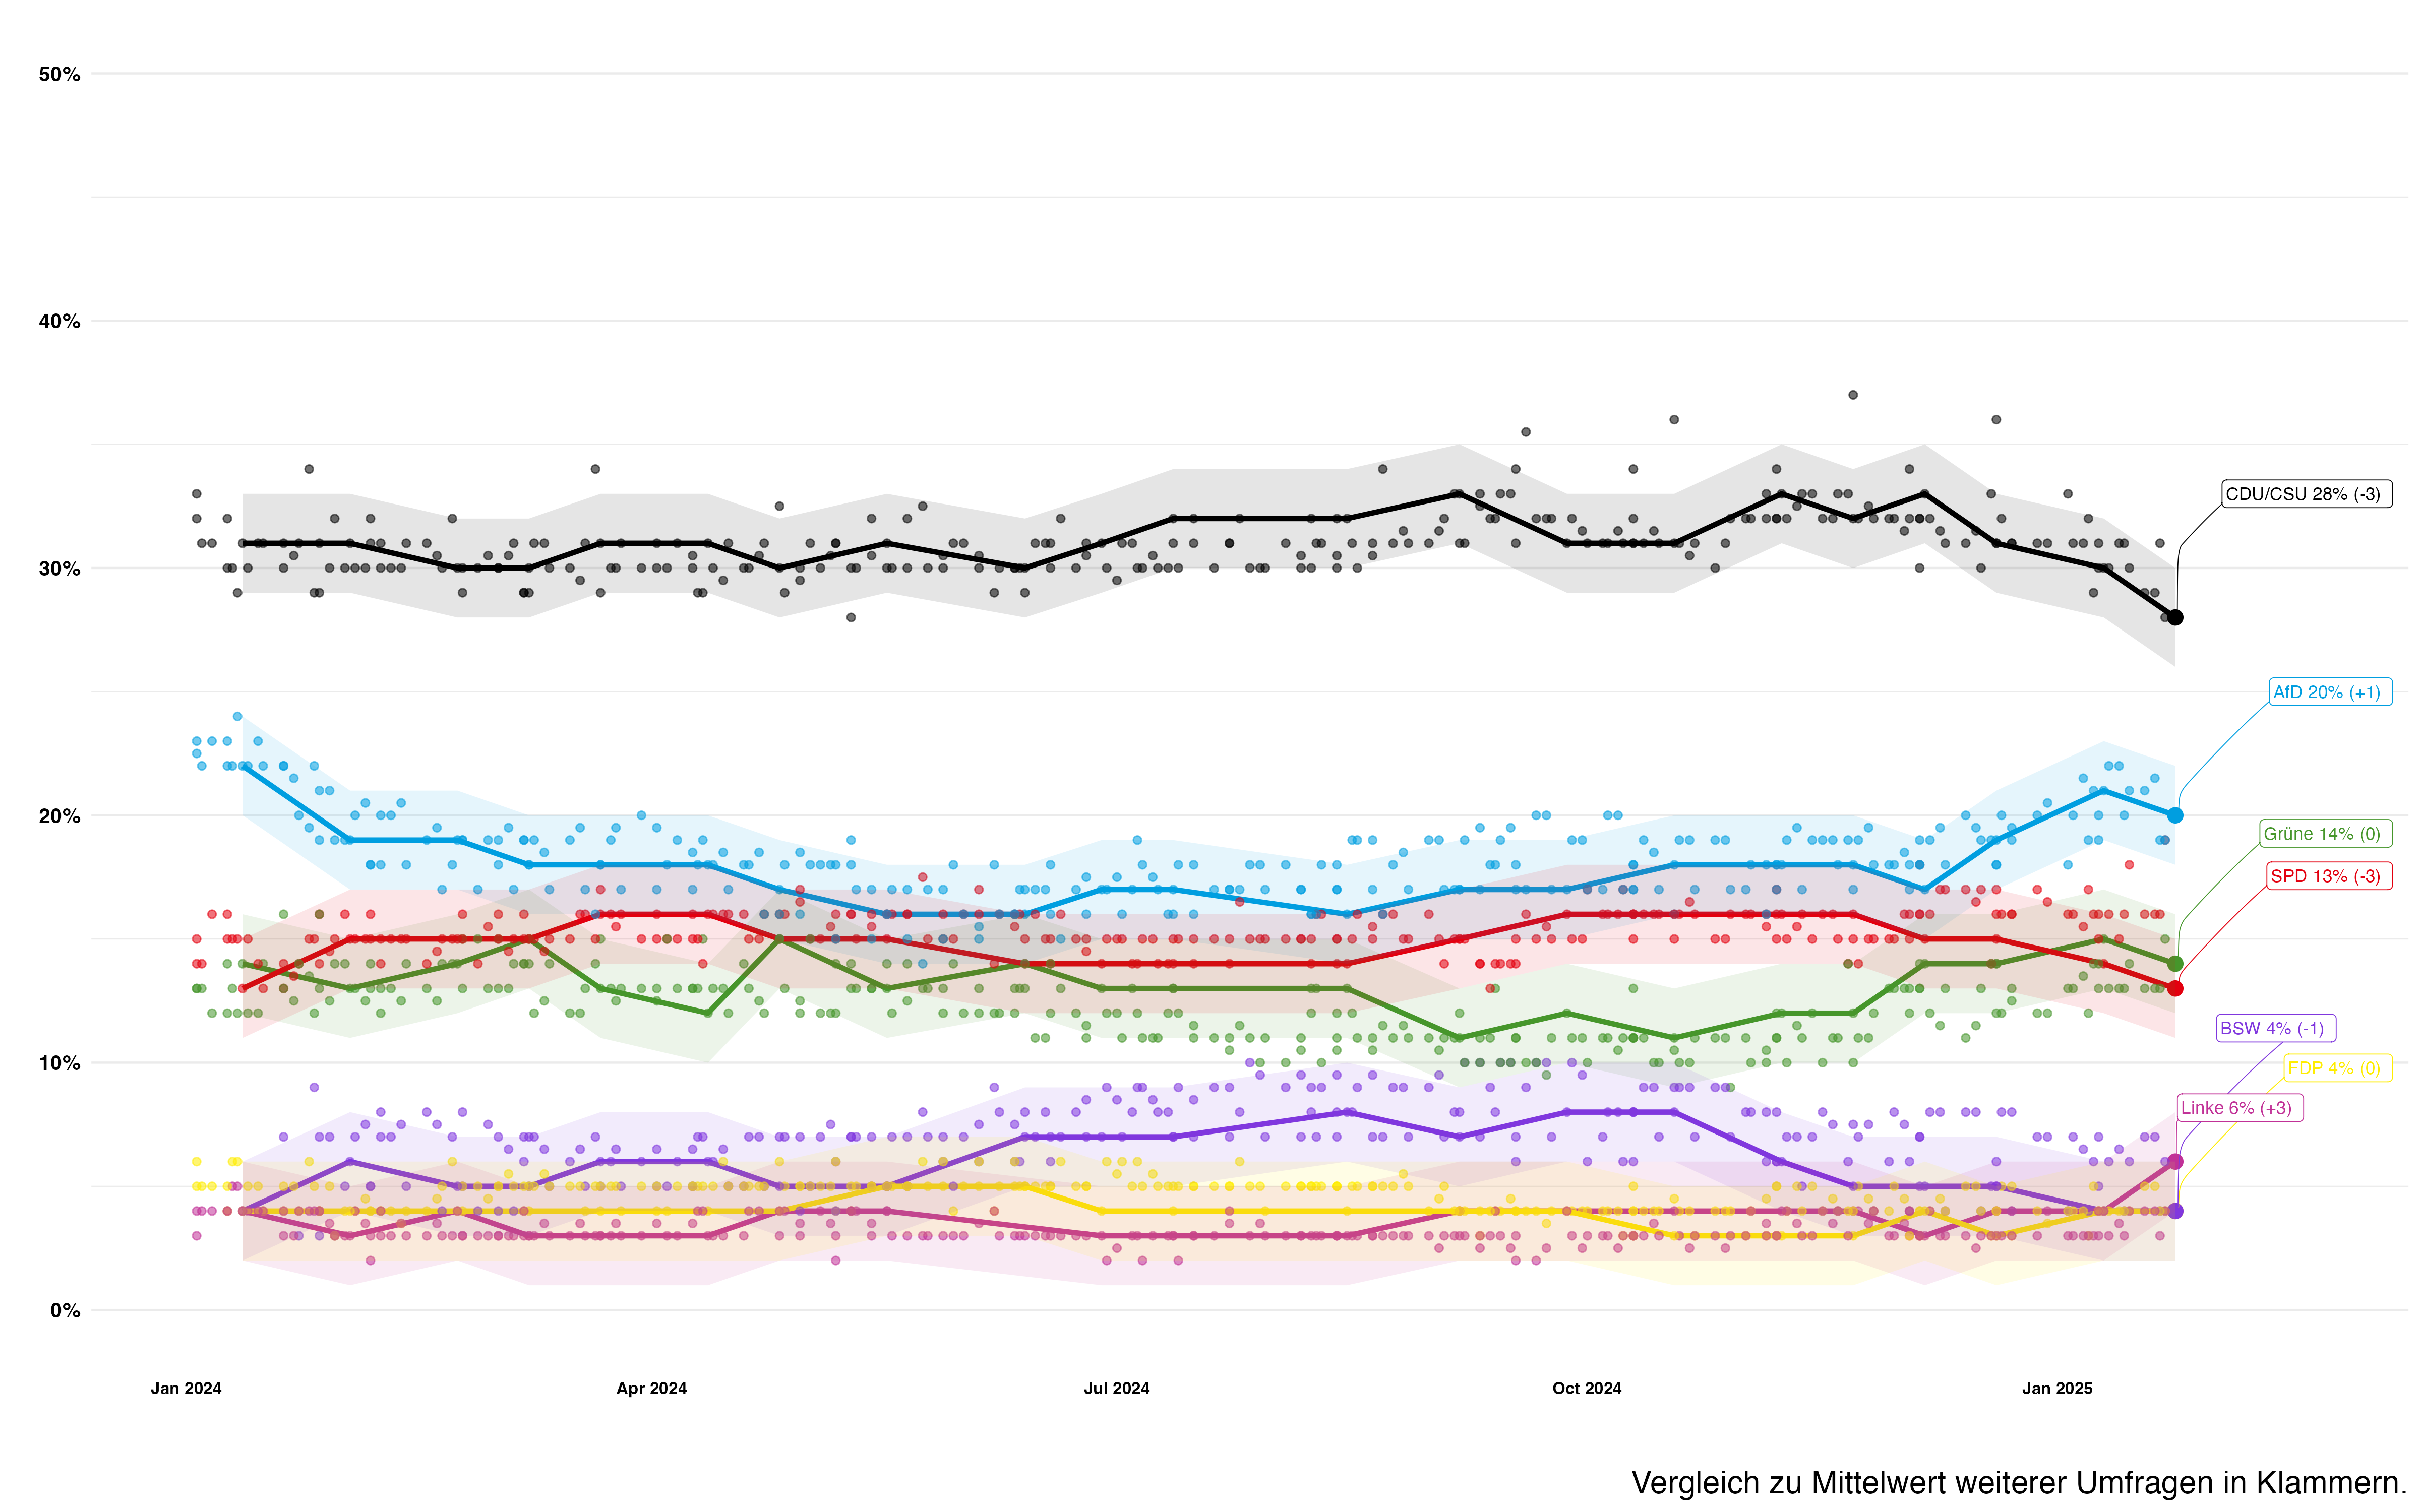 50%
40%
30%
20%
10%
0%
CDU/CSU 28% (-3)
AfD 20% (+1)
Grüne 14% (0)
SPD 13% (-3)
BSW 4% (-1)
FDP 4% (0)
Linke 6% (+3)
Jan 2024
Apr 2024
Jul 2024
Oct 2024
Jan 2025
Vergleich zu Mittelwert weiterer Umfragen in Klammern.